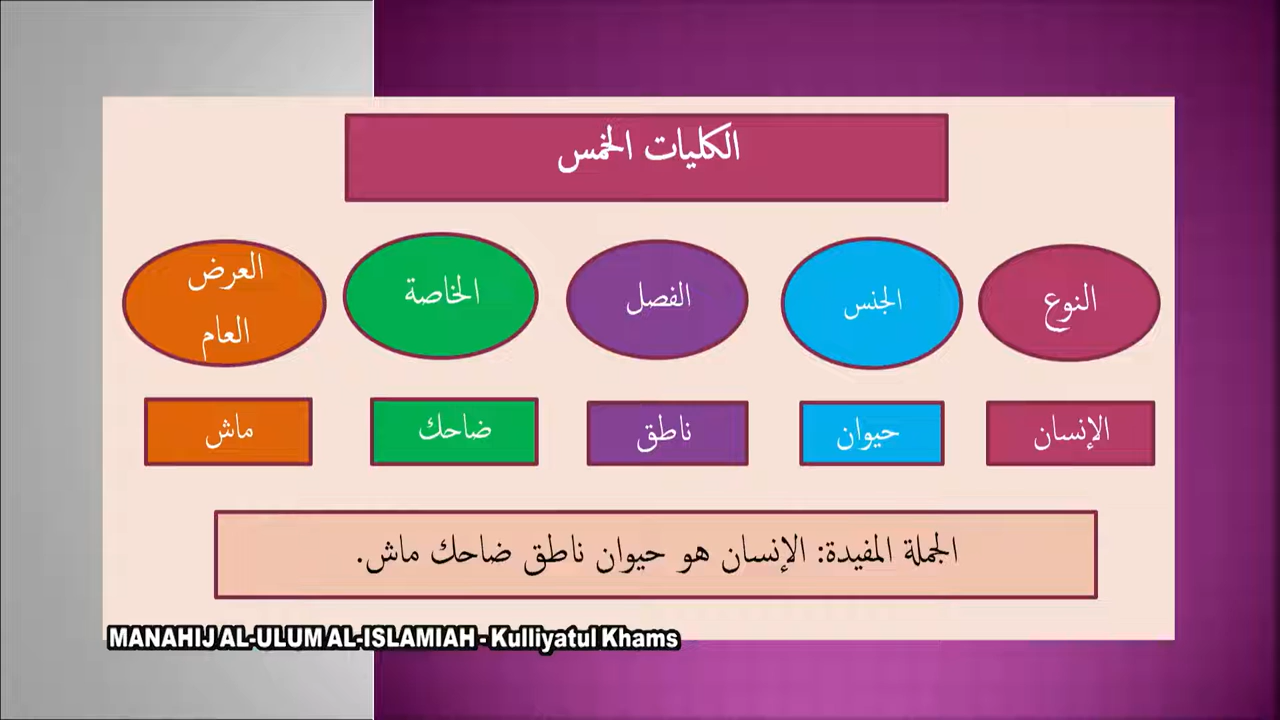 الكليات الخمس
النوع
الجنس
الفصل
الخاصة
العرض
العام
الإنسان
حيوان
ناطق
ضاحك
ماش
الجملة المفيدة: الإنسان هو حيوان ناطق ضاحك ماش.
MANAHIJ AL-ULUM AL-ISLAMIAH - Kulliyatul Khams